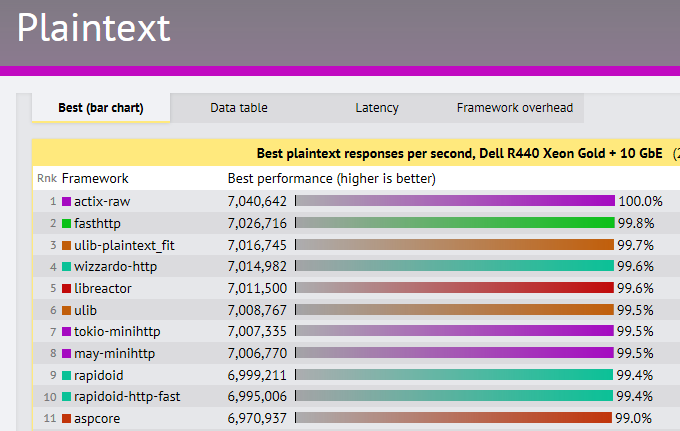 Plaintext
Best (bar chart) Data table Latency Framework overhead
Best plaintext responses per second, Dell R440 Xeon Gold + 10 GbE (2
Rnk Framework Best performance (higher is better)
1 actix-raw 7,040,642 100.0%
2 fasthttp 7,026,716 99.8%
3 ulib-plaintext_fit 7,016,745 99.7%
4 wizzardo-http 7,014,982 99.6%
5 libreactor 7,011,500 99.6%
6 ulib 7,008,767 99.5%
7 tokio-minihttp 7,007,335 99.5%
8 may-minihttp 7,006,770 99.5%
9 rapidoid 6,999,211 99.4%
10 rapidoid-http-fast 6,995,006 99.4%
11 aspcore 6,970,937 99.0%